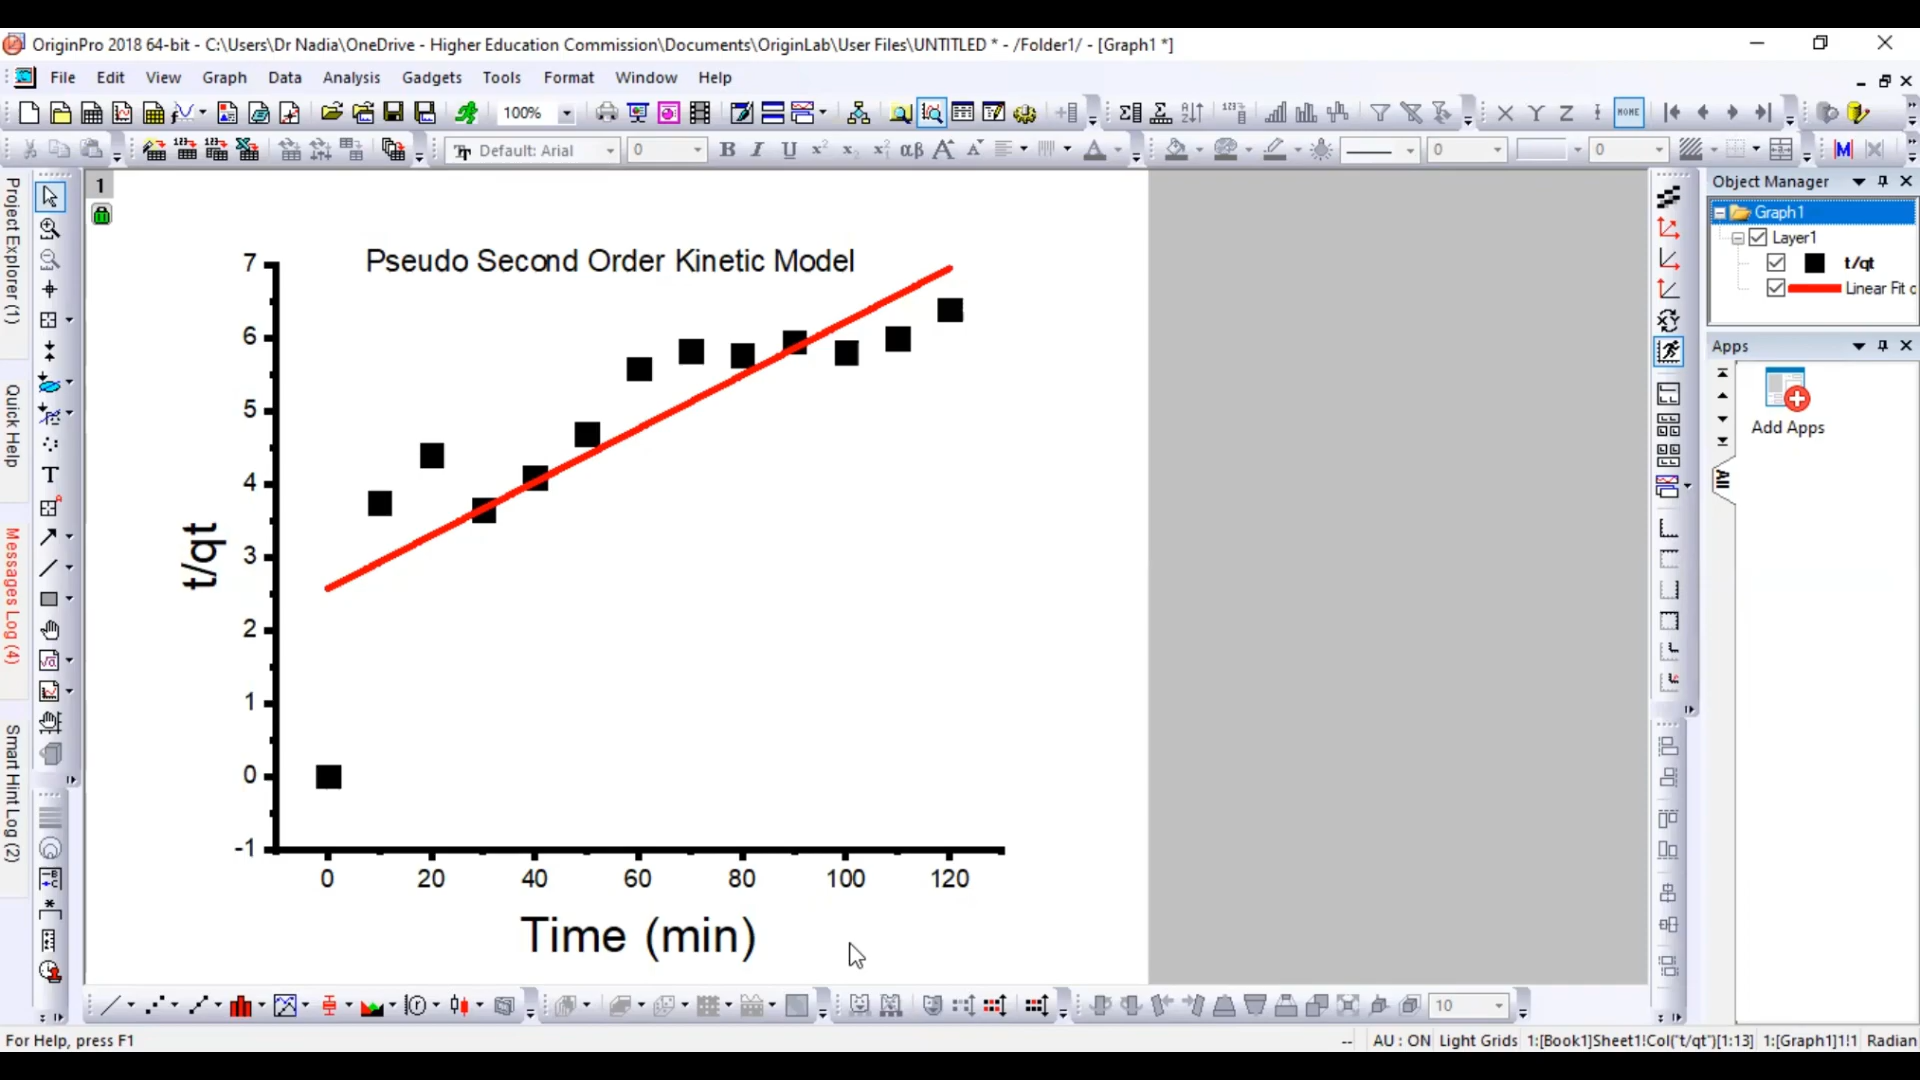 OriginPro 2018 64-bit - C:\Users\Dr Nadia\OneDrive - Higher Education Commission\Documents\OriginLab\User Files\UNTITLED * - /Folder1/ - [Graph1 *]
File Edit View Graph Data Analysis Gadgets Tools Format Window Help
100% X Y Z HOME
Default: Arial 0 B I U αβ A A 0 0 M
Project Explorer (1)
Quick Help
Messages Log (4)
Smart Hint Log (2)
T
1
Pseudo Second Order Kinetic Model
7
6
5
4
3
2
1
0
-1
t/qt
0 20 40 60 80 100 120
Time (min)
Object Manager
Graph1
Layer1
t/qt
Linear Fit
Apps
Add Apps
All
10
For Help, press F1
-- AU : ON Light Grids 1:[Book1]Sheet1!Col("t/qt")[1:13] 1:[Graph1]1!1 Radian